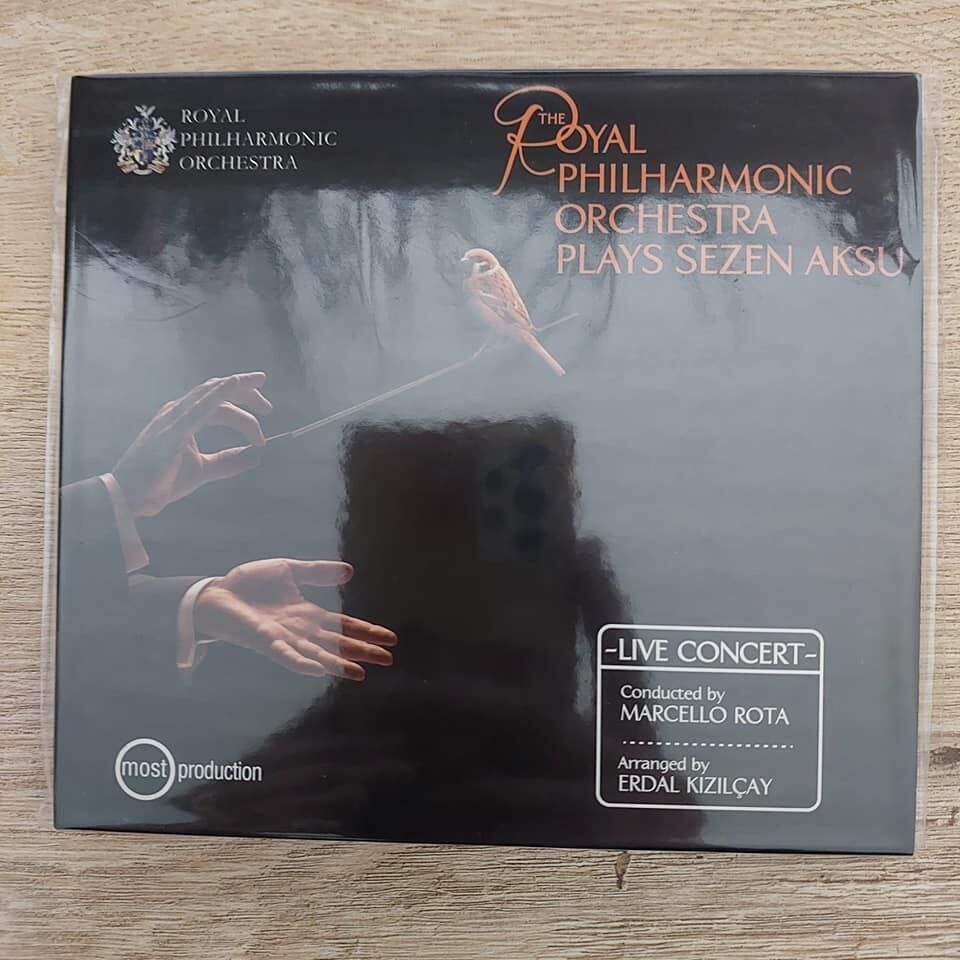 ROYAL
PHILHARMONIC
ORCHESTRA
THE
ROYAL
PHILHARMONIC
ORCHESTRA
PLAYS SEZEN AKSU
-LIVE CONCERT-
Conducted by
MARCELLO ROTA
Arranged by
ERDAL KIZILÇAY
most production